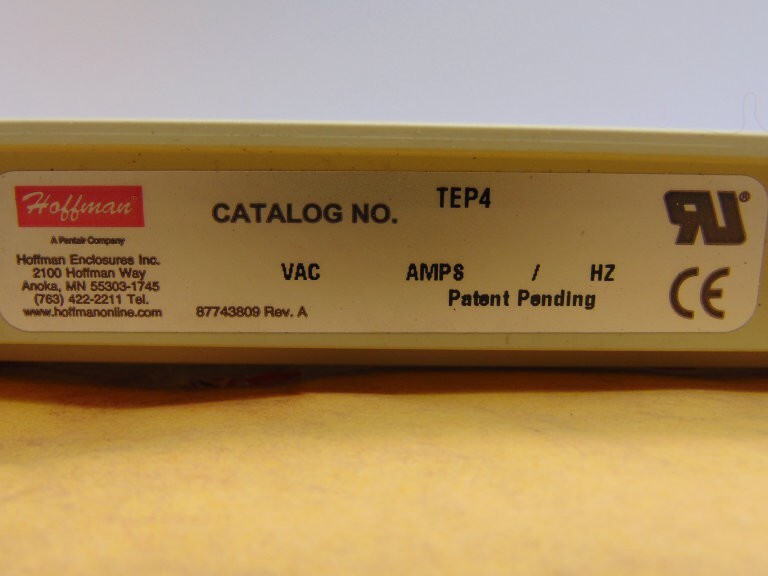 Hoffman®
A Pentair Company
Hoffman Enclosures Inc.
2100 Hoffman Way
Anoka, MN 55303-1745
(763) 422-2211 Tel.
www.hoffmanonline.com
CATALOG NO. TEP4
VAC AMPS / HZ
Patent Pending
87743809 Rev. A
RU®
CE